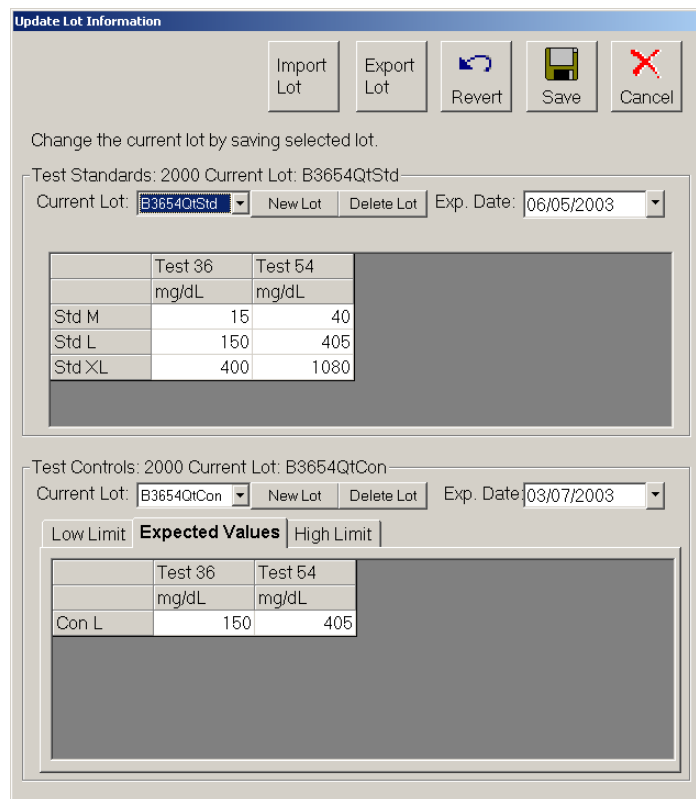 Update Lot Information
Import Lot
Export Lot
Revert
Save
Cancel
Change the current lot by saving selected lot.
Test Standards: 2000 Current Lot: B3654QtStd
Current Lot: B3654QtStd New Lot Delete Lot Exp. Date: 06/05/2003
Test 36 Test 54
mg/dL mg/dL
Std M 15 40
Std L 150 405
Std XL 400 1080
Test Controls: 2000 Current Lot: B3654QtCon
Current Lot: B3654QtCon New Lot Delete Lot Exp. Date: 03/07/2003
Low Limit Expected Values High Limit
Test 36 Test 54
mg/dL mg/dL
Con L 150 405